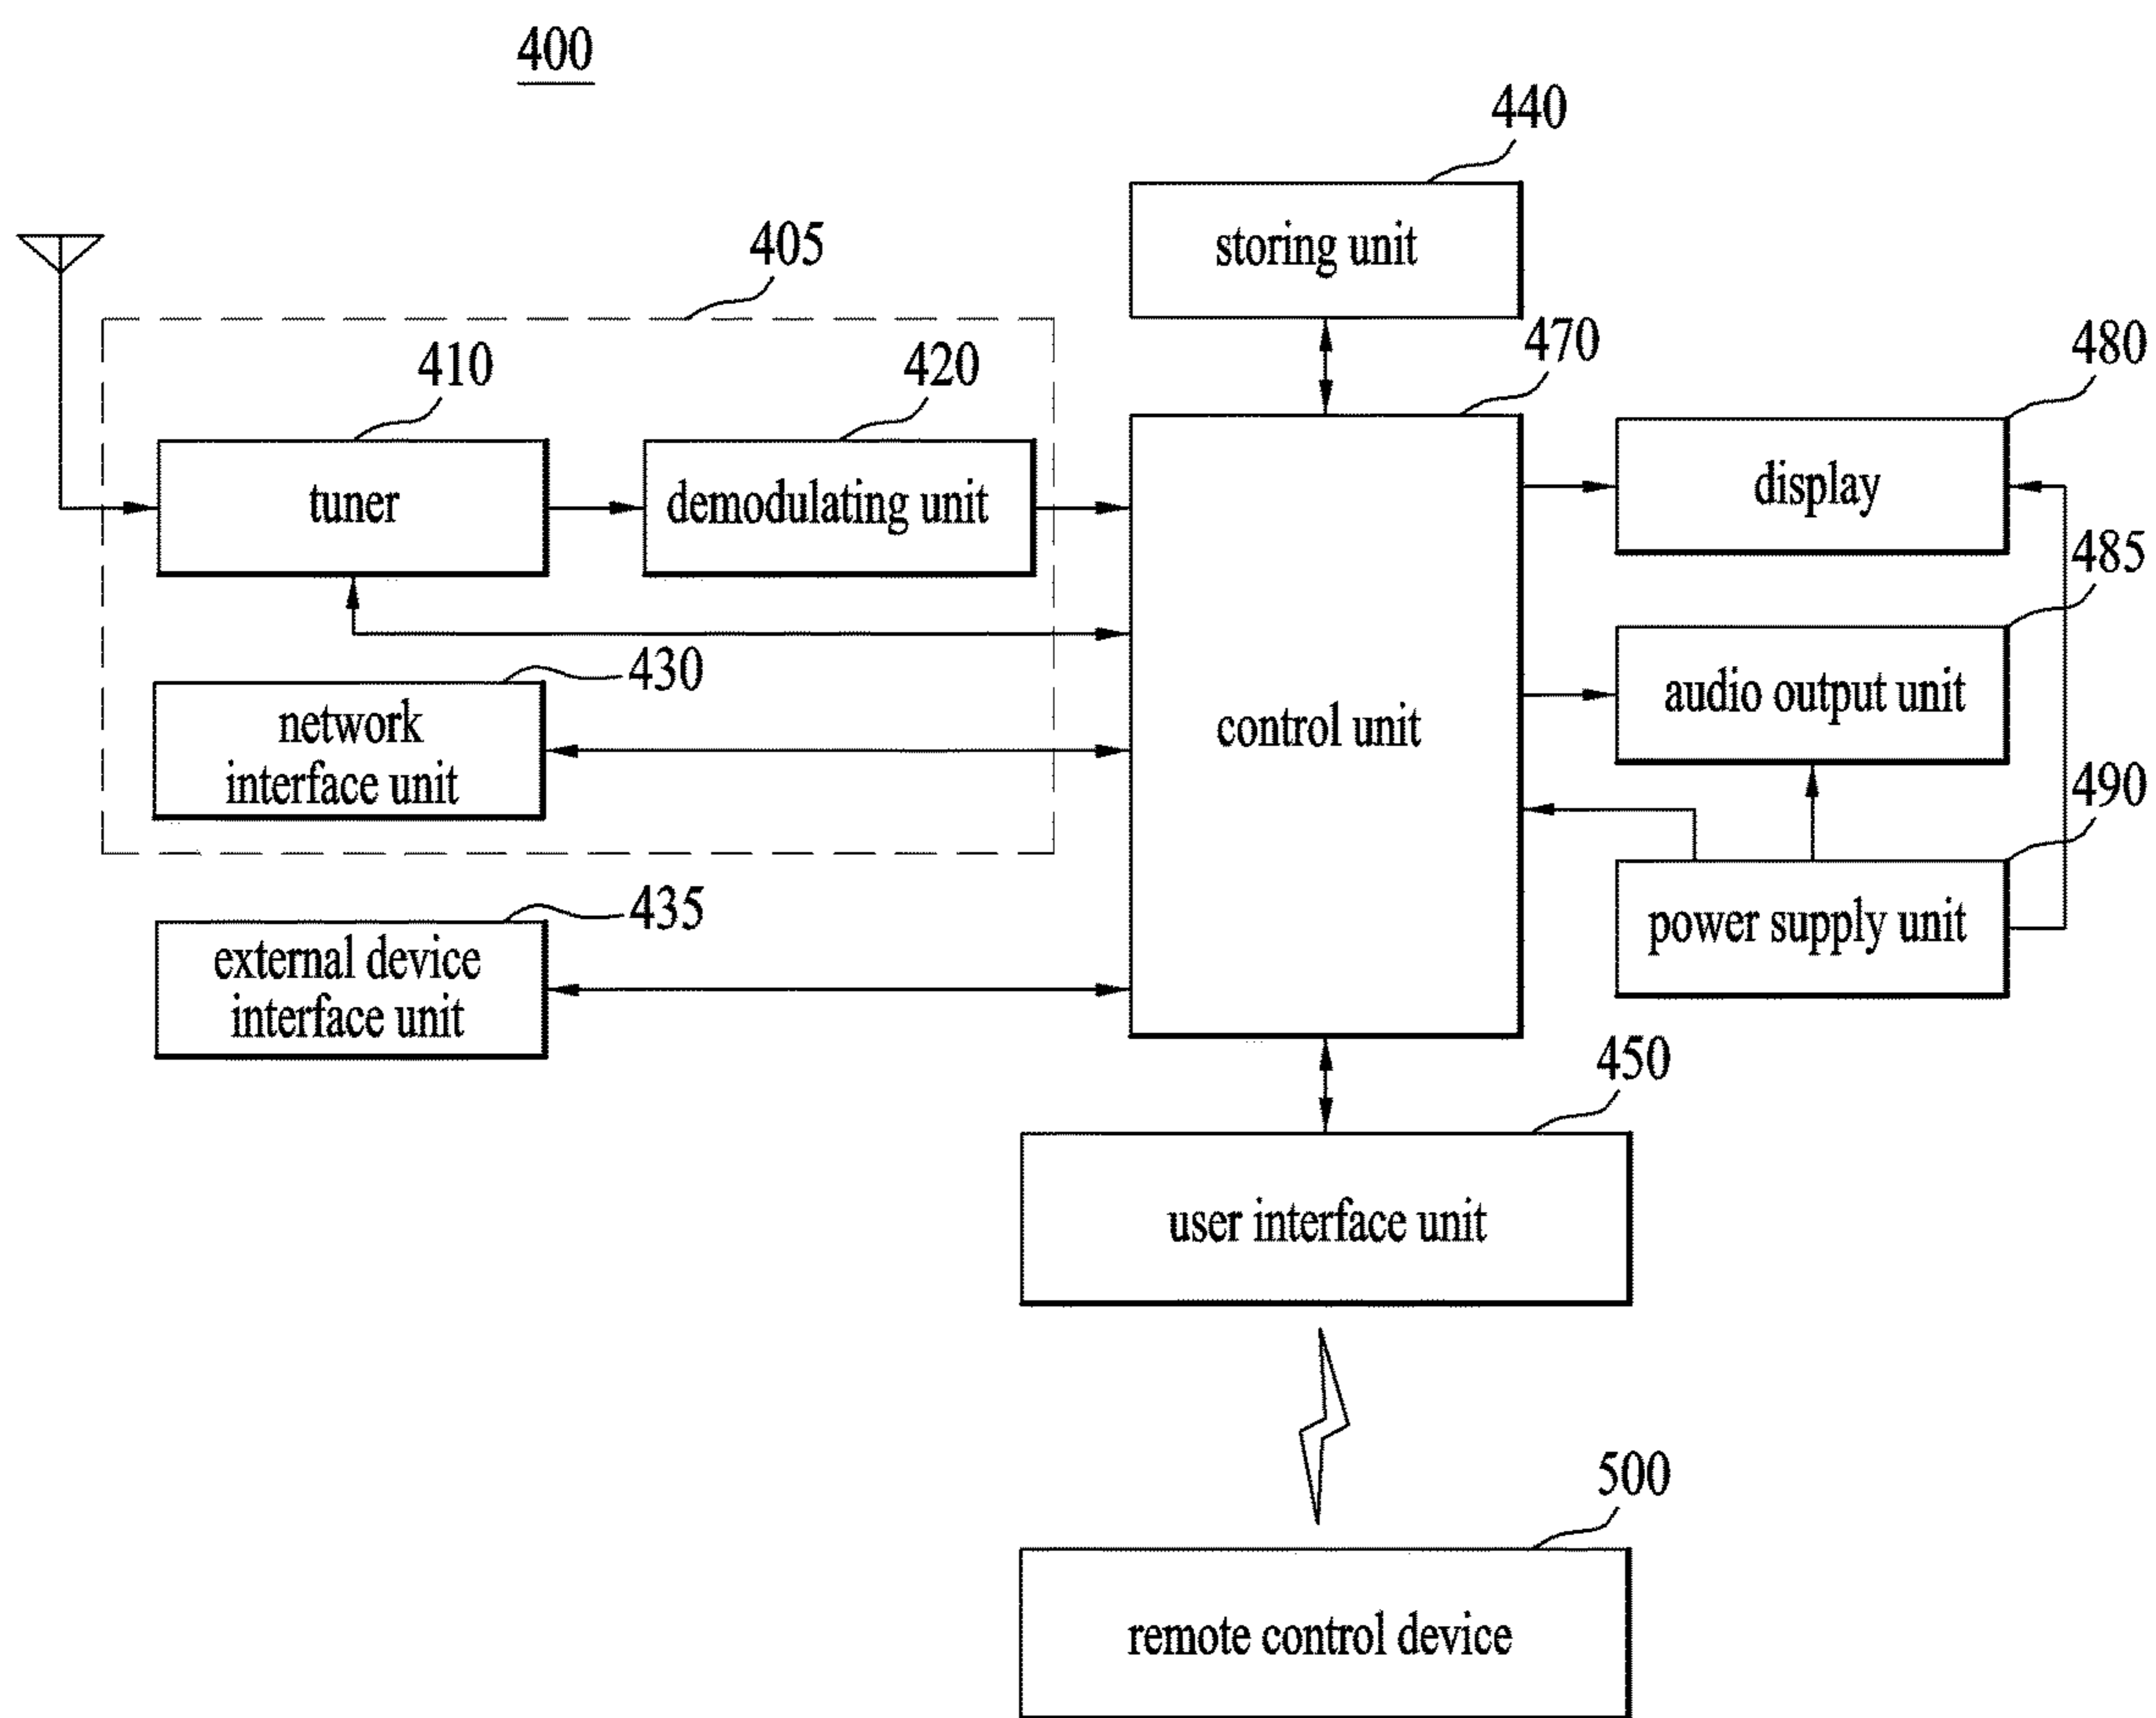 400
440
storing unit
405
470
480
410
420
tuner
demodulating unit
display
485
430
network
interface unit
control unit
audio output unit
490
435
external device
interface unit
power supply unit
450
user interface unit
500
remote control device